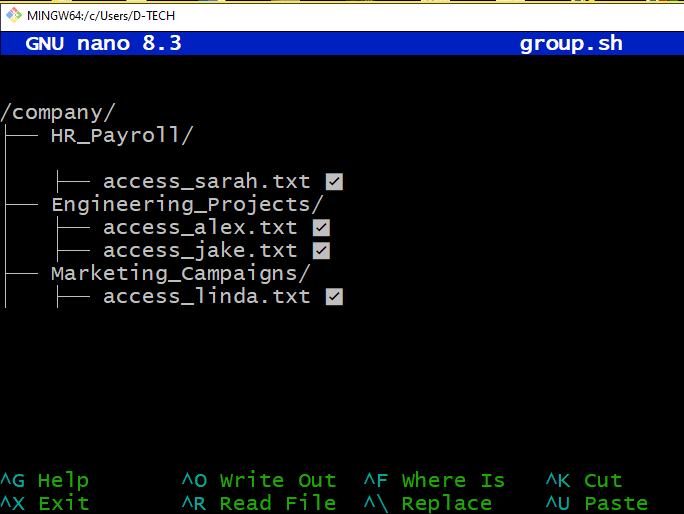 MINGW64:/c/Users/D-TECH
GNU nano 8.3 group.sh
/company/
├── HR_Payroll/
│
│   ├── access_sarah.txt ✅
├── Engineering_Projects/
│   ├── access_alex.txt ✅
│   ├── access_jake.txt ✅
├── Marketing_Campaigns/
│   ├── access_linda.txt ✅
^G Help ^O Write Out ^F Where Is ^K Cut
^X Exit ^R Read File ^\ Replace ^U Paste